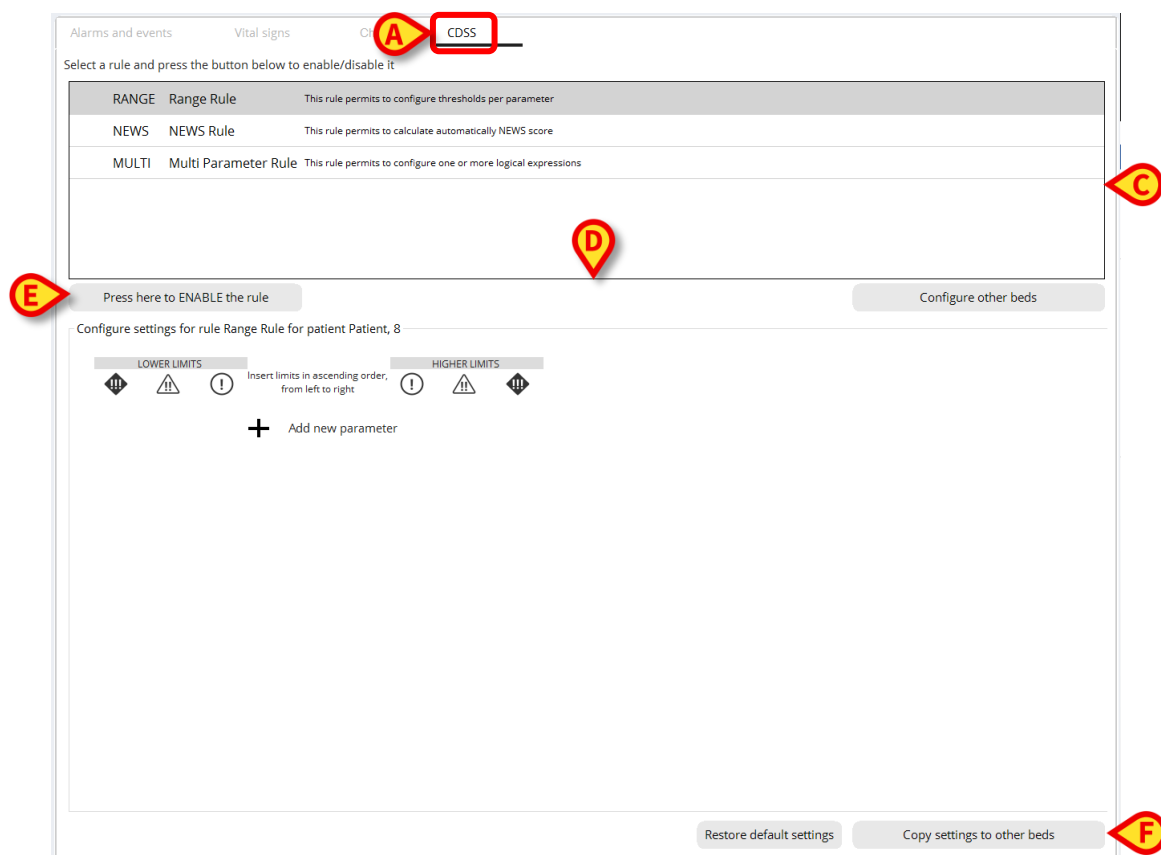 Alarms and events Vital signs Ch A CDSS
Select a rule and press the button below to enable/disable it
RANGE Range Rule This rule permits to configure thresholds per parameter
NEWS NEWS Rule This rule permits to calculate automatically NEWS score
MULTI Multi Parameter Rule This rule permits to configure one or more logical expressions
C
D
E Press here to ENABLE the rule Configure other beds
Configure settings for rule Range Rule for patient Patient, 8
LOWER LIMITS HIGHER LIMITS
!!! !! ! Insert limits in ascending order, ! !! !!!
from left to right
+ Add new parameter
Restore default settings Copy settings to other beds F